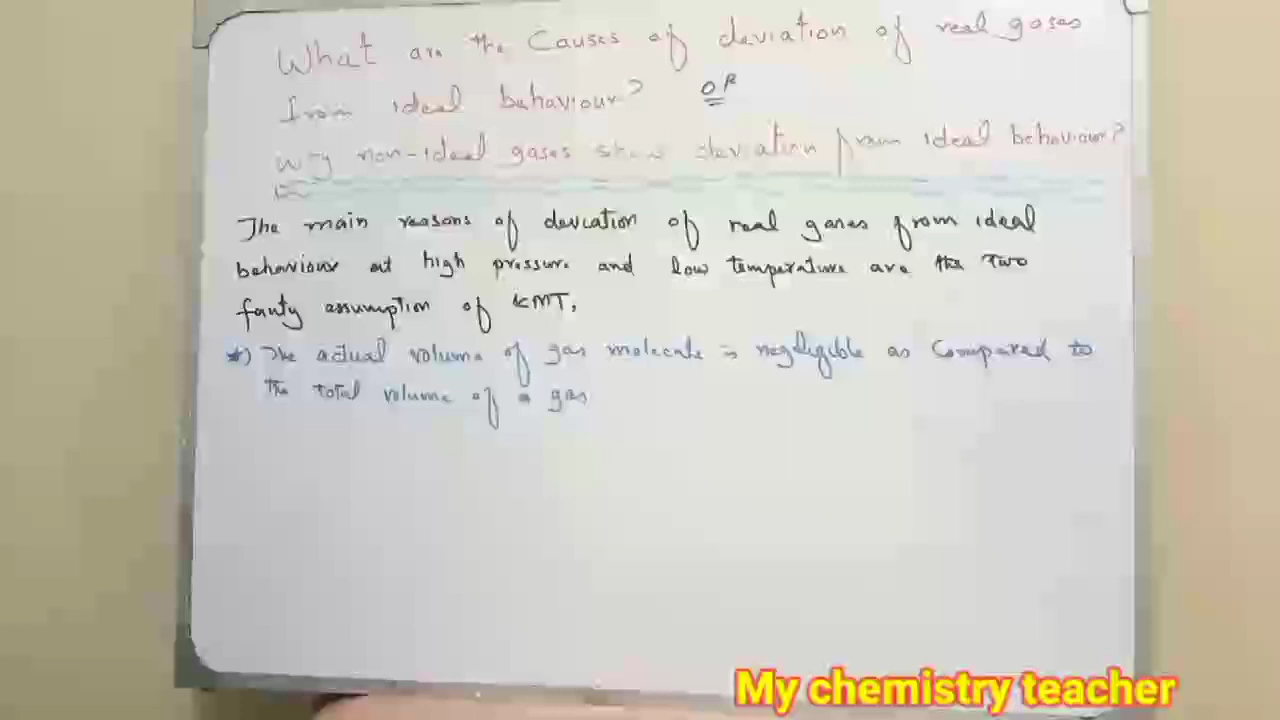 What are the Causes of deviation of real gases
from ideal behaviour? OR
Why non-ideal gases show deviation from ideal behaviour?
The main reasons of deviation of real gases from ideal
behaviour at high pressure and low temperature are the two
fauty assumption of KMT,
*) The actual volume of gas molecule is negligible as Compared to
the total volume of a gas
My chemistry teacher